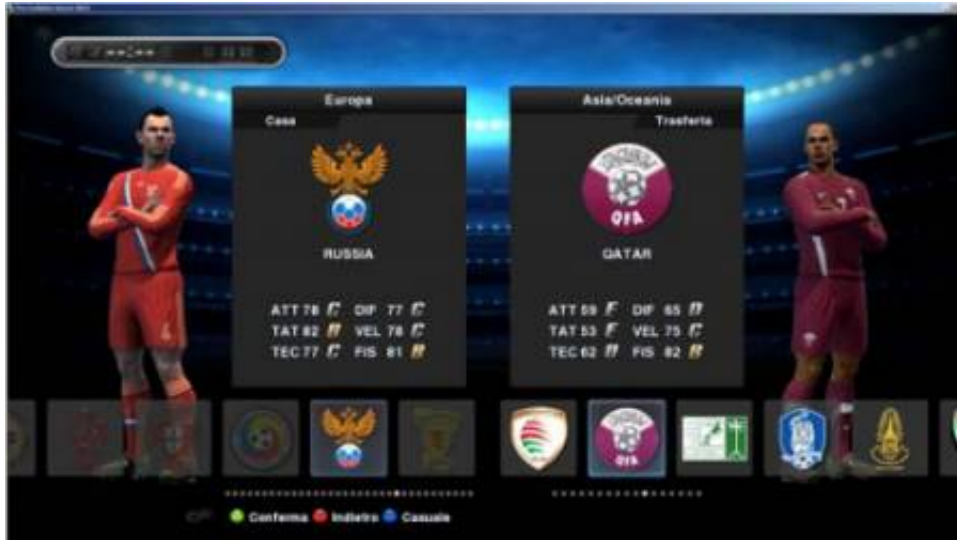 Europa
Casa
RUSSIA
ATT 78 C DIF 77 C
TAT 82 B VEL 78 C
TEC 77 C FIS 81 B
Asia/Oceania
Trasferta
QFA
QATAR
ATT 59 E DIF 65 D
TAT 53 E VEL 75 C
TEC 62 D FIS 82 B
QFA
Conferma Indietro Casuale